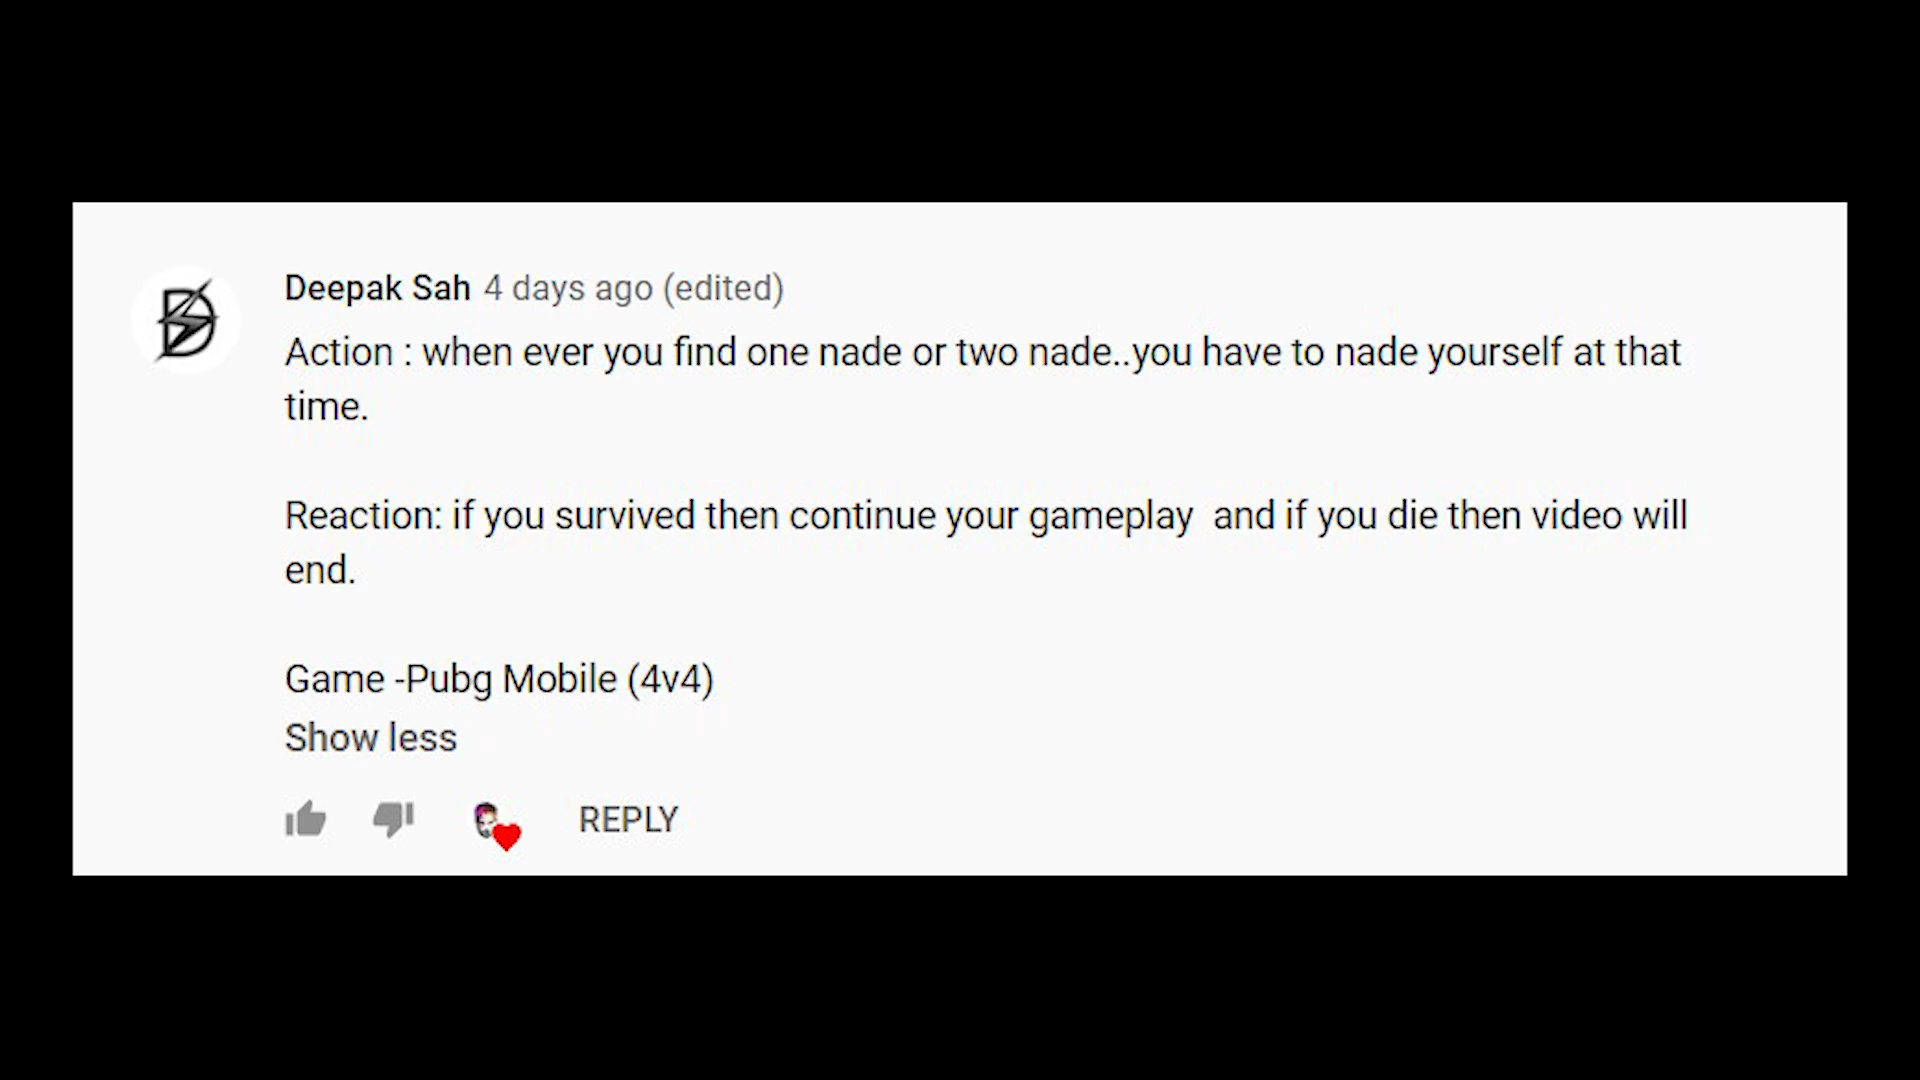 Deepak Sah 4 days ago (edited)
Action : when ever you find one nade or two nade..you have to nade yourself at that
time.
Reaction: if you survived then continue your gameplay  and if you die then video will
end.
Game -Pubg Mobile (4v4)
Show less
REPLY